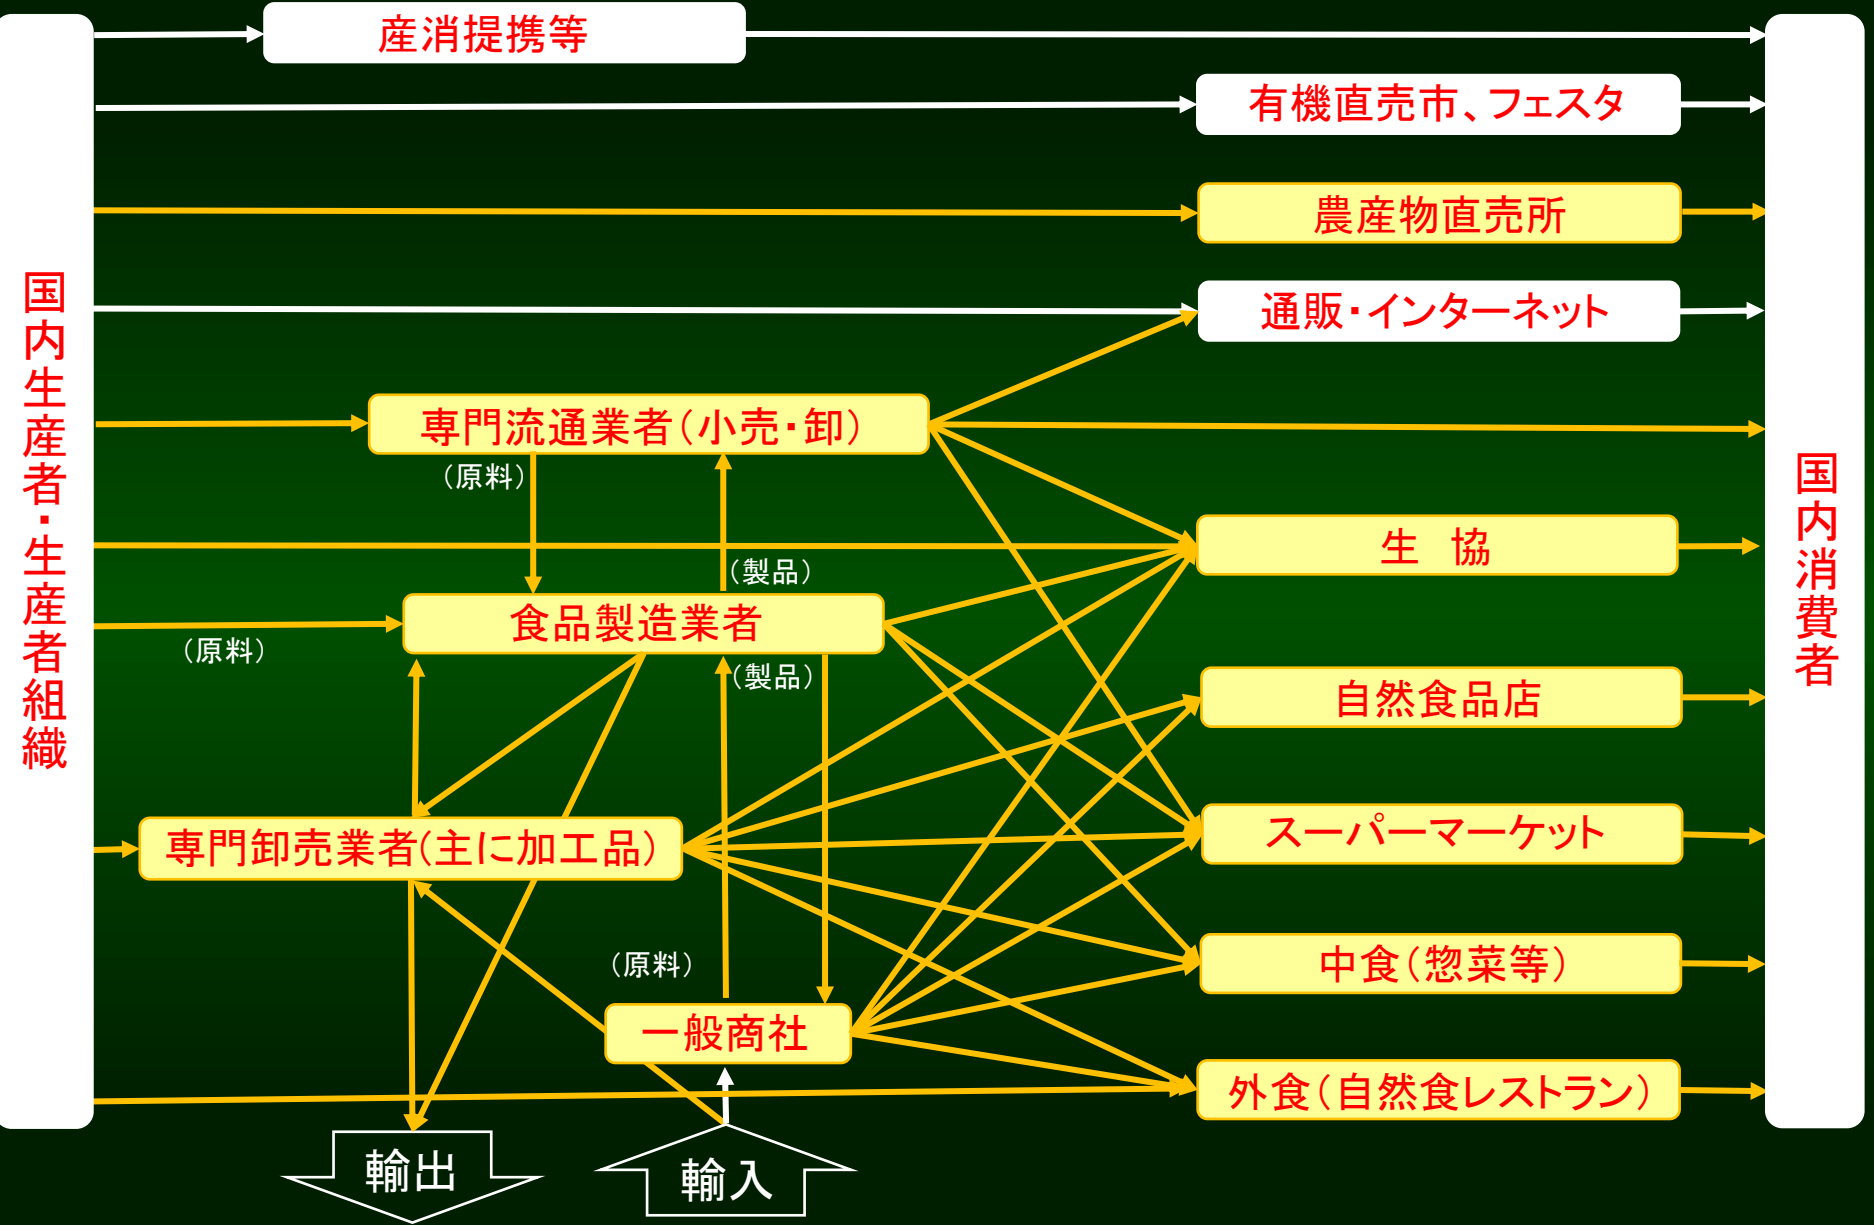 産消提携等
有機直売市、フェスタ
農産物直売所
通販・インターネット
国内生産者・生産者組織
専門流通業者（小売・卸）
（原料）
国内消費者
生　協
（製品）
食品製造業者
（原料）
（製品）
自然食品店
スーパーマーケット
専門卸売業者(主に加工品）
中食（惣菜等）
（原料）
一般商社
外食（自然食レストラン）
輸出
輸入